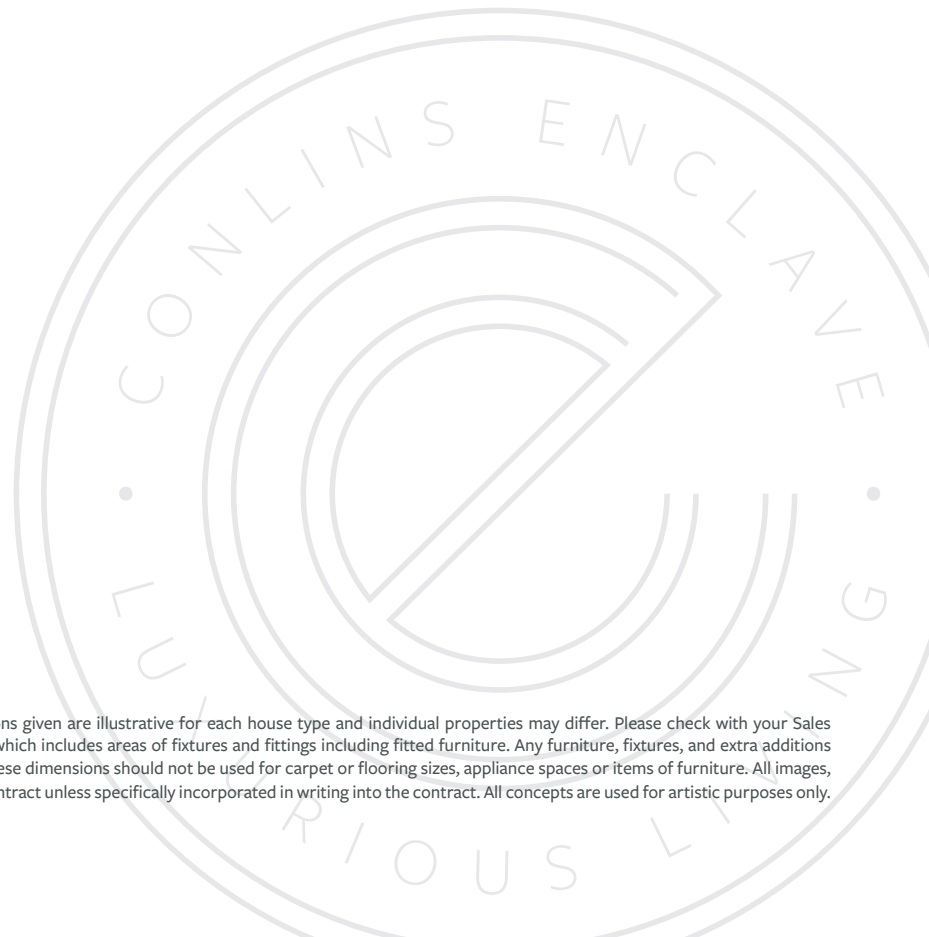 CONLINS ENCLAVE
ns given are illustrative for each house type and individual properties may differ. Please check with your Sales
which includes areas of fixtures and fittings including fitted furniture. Any furniture, fixtures, and extra additions
ese dimensions should not be used for carpet or flooring sizes, appliance spaces or items of furniture. All images,
ntract unless specifically incorporated in writing into the contract. All concepts are used for artistic purposes only.
LUXURIOUS LIVING